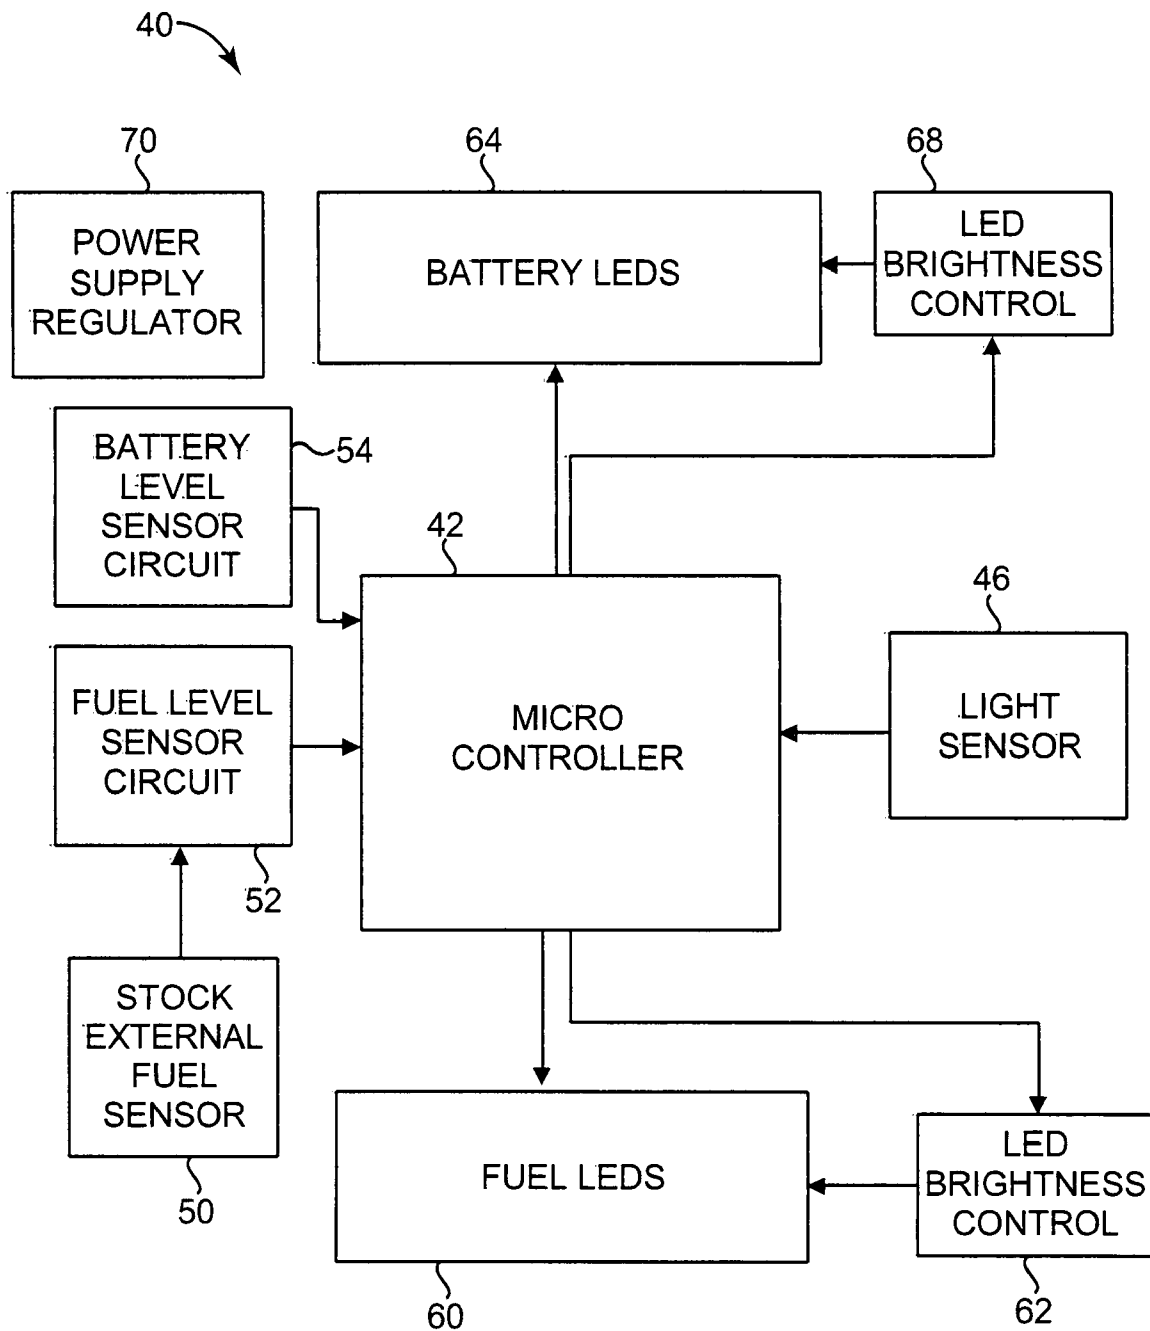 40
70
64
68
POWER
SUPPLY
REGULATOR
BATTERY LEDS
LED
BRIGHTNESS
CONTROL
BATTERY
LEVEL
SENSOR
CIRCUIT
54
42
46
FUEL LEVEL
SENSOR
CIRCUIT
MICRO
CONTROLLER
LIGHT
SENSOR
52
STOCK
EXTERNAL
FUEL
SENSOR
50
FUEL LEDS
LED
BRIGHTNESS
CONTROL
60
62